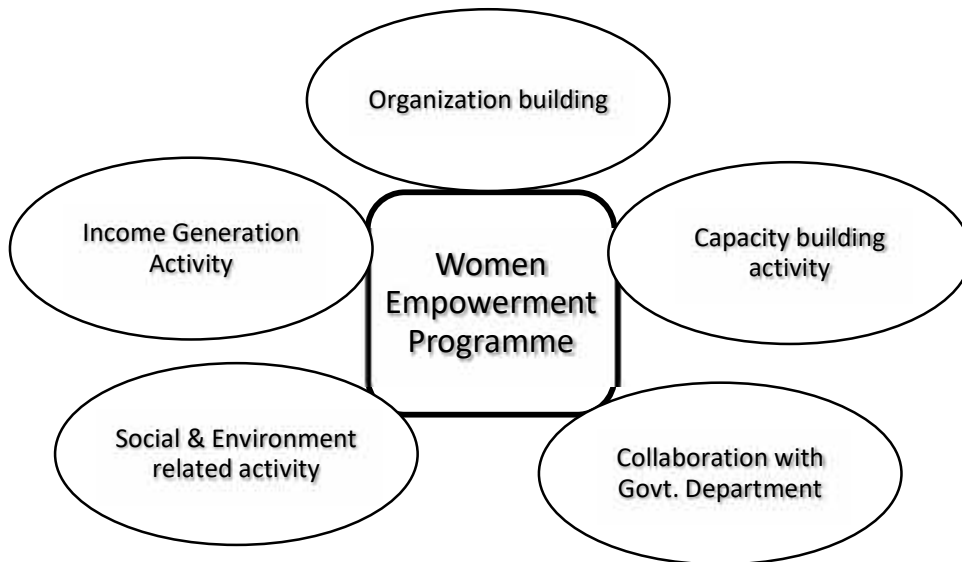 Organization building
Income Generation
Activity
Capacity building
activity
Women
Empowerment
Programme
Social & Environment
related activity
Collaboration with
Govt. Department